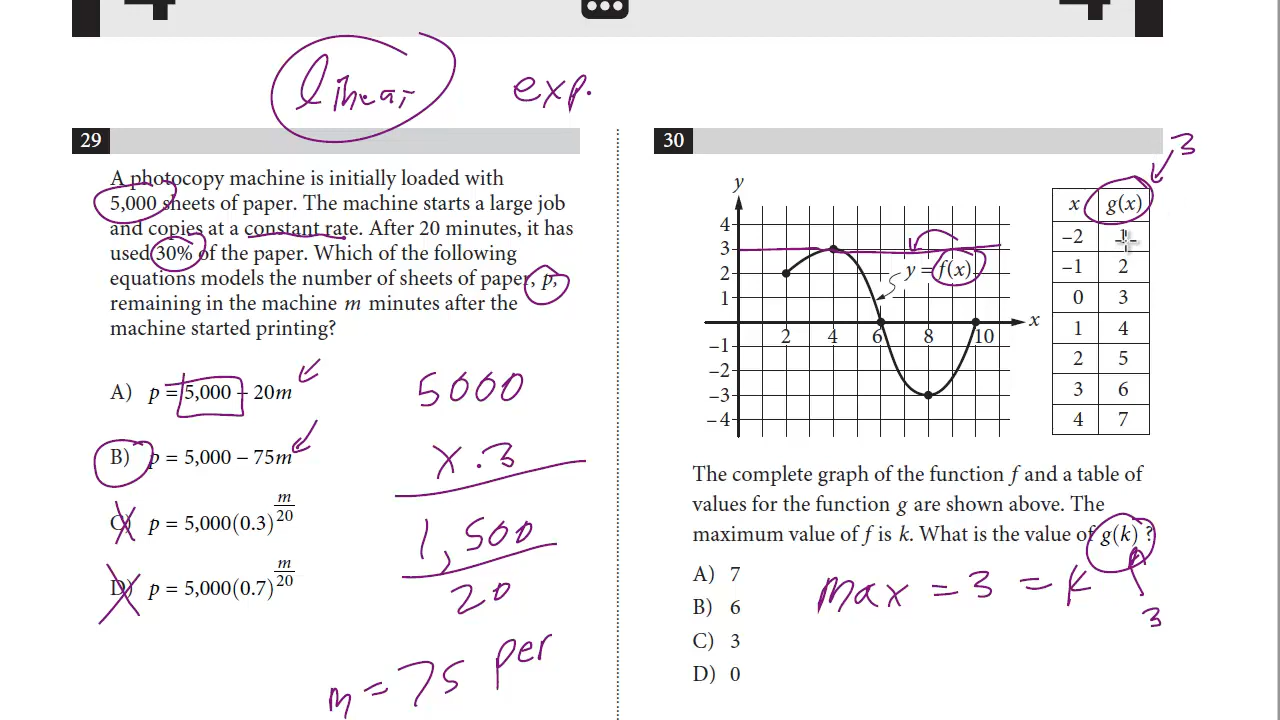 4
4
linear exp.
29
A photocopy machine is initially loaded with
5,000 sheets of paper. The machine starts a large job
and copies at a constant rate. After 20 minutes, it has
used 30% of the paper. Which of the following
equations models the number of sheets of paper, p,
remaining in the machine m minutes after the
machine started printing?
A) p = 5,000 – 20m
B) p = 5,000 – 75m
C) p = 5,000(0.3)^(m/20)
D) p = 5,000(0.7)^(m/20)
5000
x .3
1,500
20
m = 75 per
30
3
y
4
3
2
1
–1
–2
–3
–4
2 4 6 8 10
x
y = f(x)
x g(x)
–2 1
–1 2
0 3
1 4
2 5
3 6
4 7
The complete graph of the function f and a table of
values for the function g are shown above. The
maximum value of f is k. What is the value of g(k) ?
A) 7
B) 6
C) 3
D) 0
max = 3 = k
3